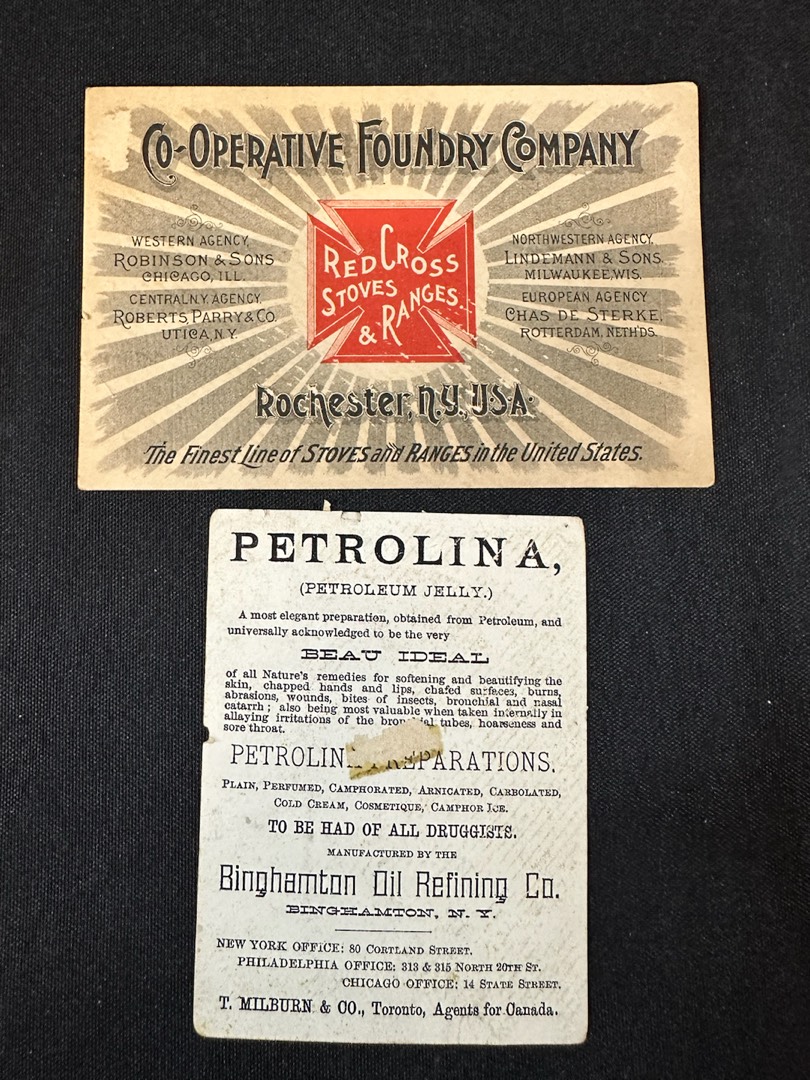 CO-OPERATIVE FOUNDRY COMPANY
WESTERN AGENCY,
ROBINSON & SONS
CHICAGO, ILL.
CENTRAL N.Y. AGENCY
ROBERTS, PARRY & CO.
UTICA, N.Y.
RED CROSS
STOVES
& RANGES.
NORTHWESTERN AGENCY.
LINDEMANN & SONS.
MILWAUKEE, WIS.
EUROPEAN AGENCY
CHAS DE STERKE,
ROTTERDAM, NETH'DS.
Rochester, N.Y., U.S.A.
The Finest Line of STOVES and RANGES in the United States.
PETROLINA,
(PETROLEUM JELLY.)
A most elegant preparation, obtained from Petroleum, and
universally acknowledged to be the very
BEAU IDEAL
of all Nature's remedies for softening and beautifying the
skin, chapped hands and lips, chafed surfaces, burns,
abrasions, wounds, bites of insects, bronchial and nasal
catarrh; also being most valuable when taken internally in
allaying irritations of the bronchial tubes, hoarseness and
sore throat.
PETROLINA PREPARATIONS.
PLAIN, PERFUMED, CAMPHORATED, ARNICATED, CARBOLATED,
COLD CREAM, COSMETIQUE, CAMPHOR ICE.
TO BE HAD OF ALL DRUGGISTS.
MANUFACTURED BY THE
Binghamton Oil Refining Co.
BINGHAMTON, N. Y.
NEW YORK OFFICE: 80 CORTLAND STREET.
PHILADELPHIA OFFICE: 313 & 315 NORTH 20TH ST.
CHICAGO OFFICE: 14 STATE STREET.
T. MILBURN & CO., Toronto, Agents for Canada.